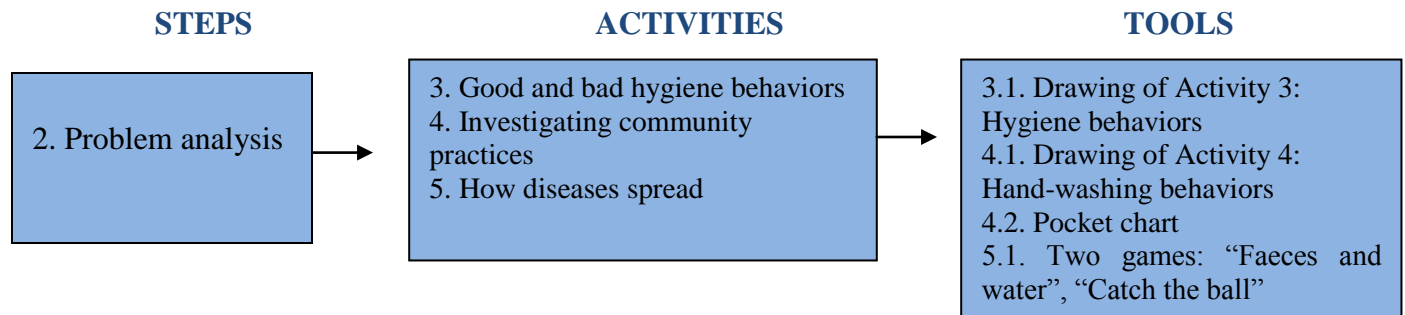 STEPS
ACTIVITIES
TOOLS
2. Problem analysis
3. Good and bad hygiene behaviors
4. Investigating community
practices
5. How diseases spread
3.1. Drawing of Activity 3:
Hygiene behaviors
4.1. Drawing of Activity 4:
Hand-washing behaviors
4.2. Pocket chart
5.1. Two games: “Faeces and
water”, “Catch the ball”